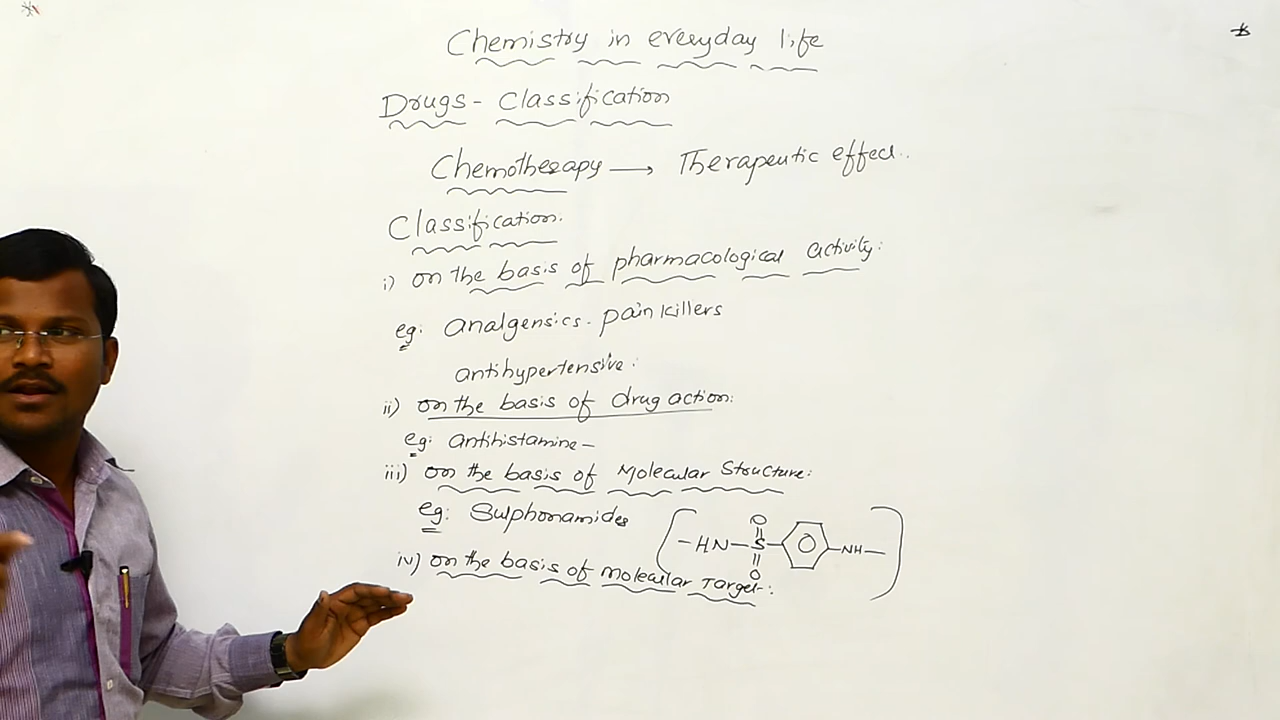 Chemistry in everyday life
Drugs - Classification
Chemotherapy → Therapeutic effect..
Classification.
i) on the basis of pharmacological activity:
eg: analgensics. pain killers
antihypertensive:
ii) on the basis of drug action:
eg: antihistamine -
iii) on the basis of Molecular Structure:
eg: Sulphonamides
O
-HN-S-NH-
O
iv) on the basis of molecular Target: